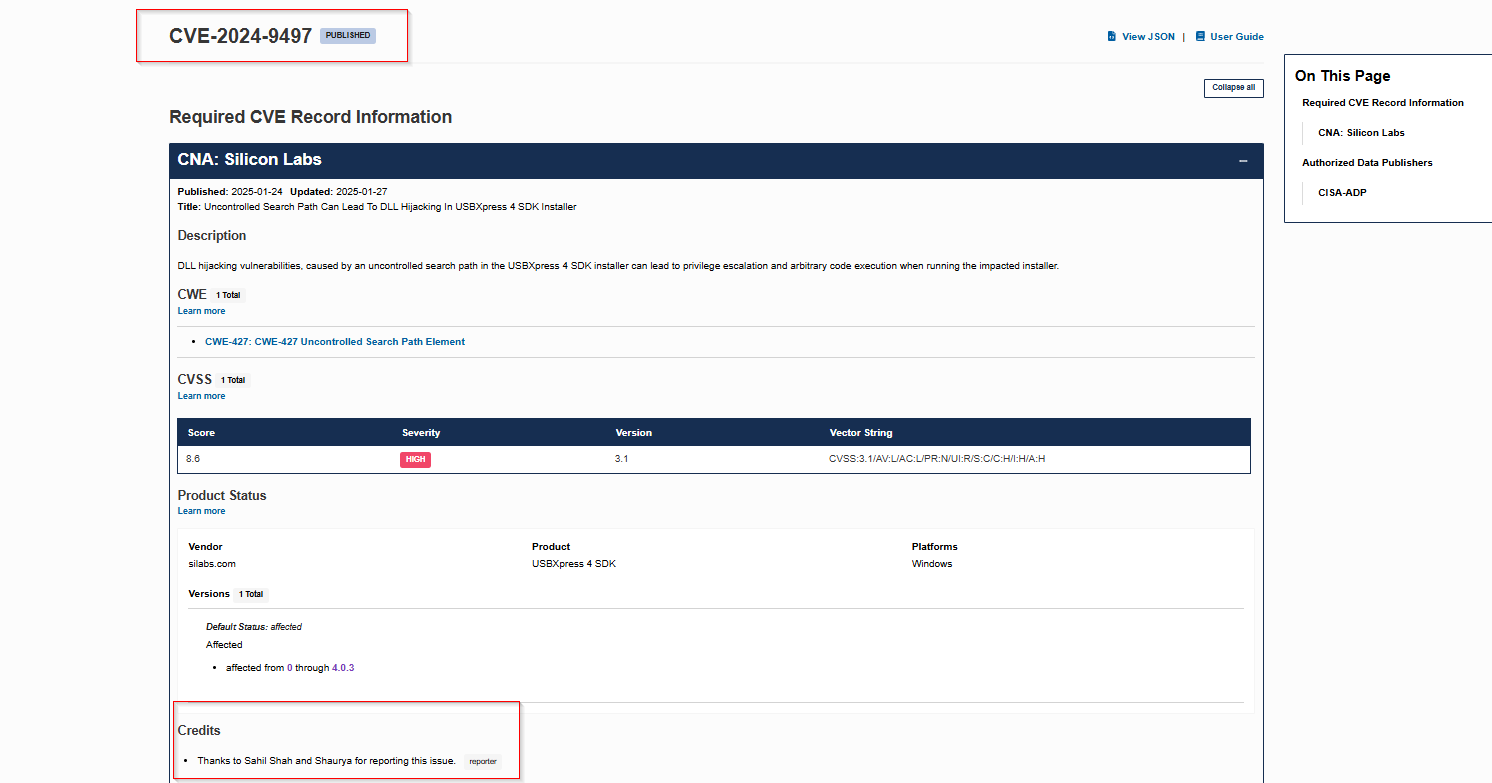 CVE-2024-9497 PUBLISHED
View JSON | User Guide
Collapse all
On This Page
Required CVE Record Information
CNA: Silicon Labs
Authorized Data Publishers
CISA-ADP
Required CVE Record Information
CNA: Silicon Labs
Published: 2025-01-24 Updated: 2025-01-27
Title: Uncontrolled Search Path Can Lead To DLL Hijacking In USBXpress 4 SDK Installer
Description
DLL hijacking vulnerabilities, caused by an uncontrolled search path in the USBXpress 4 SDK installer can lead to privilege escalation and arbitrary code execution when running the impacted installer.
CWE 1 Total
Learn more
• CWE-427: CWE-427 Uncontrolled Search Path Element
CVSS 1 Total
Learn more
Score Severity Version Vector String
8.6 HIGH 3.1 CVSS:3.1/AV:L/AC:L/PR:N/UI:R/S:C/C:H/I:H/A:H
Product Status
Learn more
Vendor Product Platforms
silabs.com USBXpress 4 SDK Windows
Versions 1 Total
Default Status: affected
Affected
• affected from 0 through 4.0.3
Credits
• Thanks to Sahil Shah and Shaurya for reporting this issue. reporter